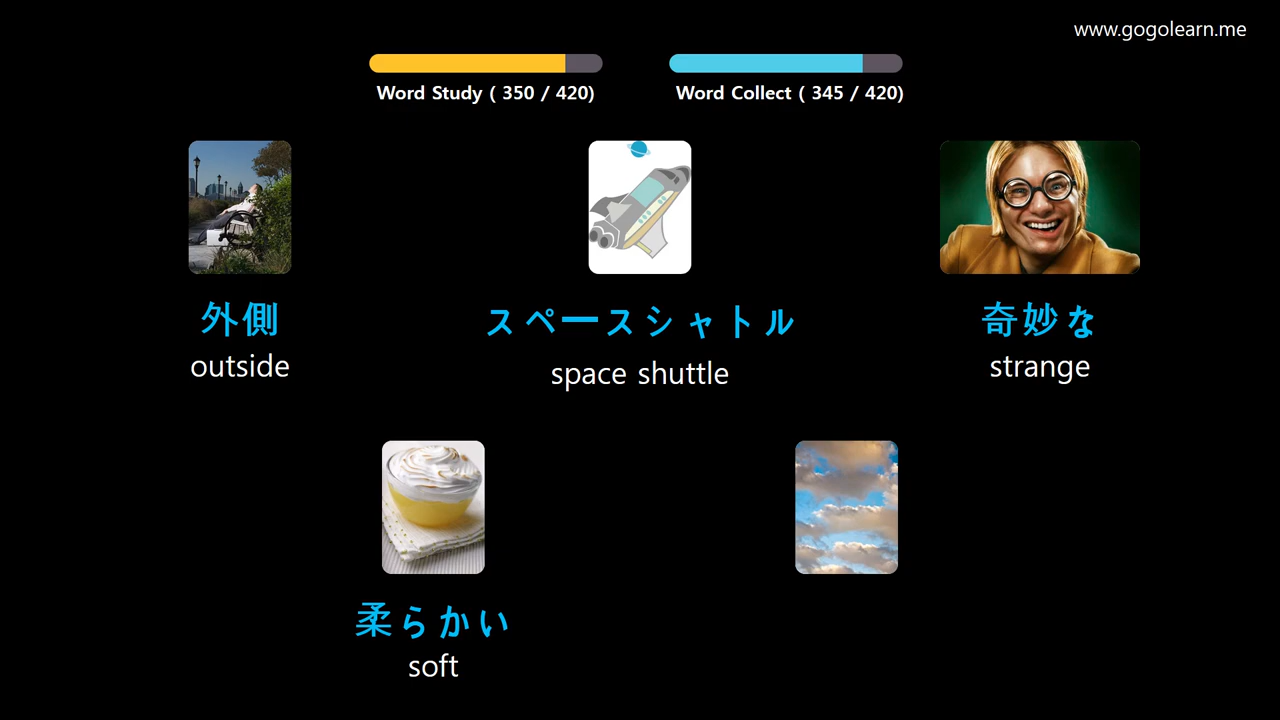 www.gogolearn.me
Word Study ( 350 / 420)
Word Collect ( 345 / 420)
外側
outside
スペースシャトル
space shuttle
奇妙な
strange
柔らかい
soft